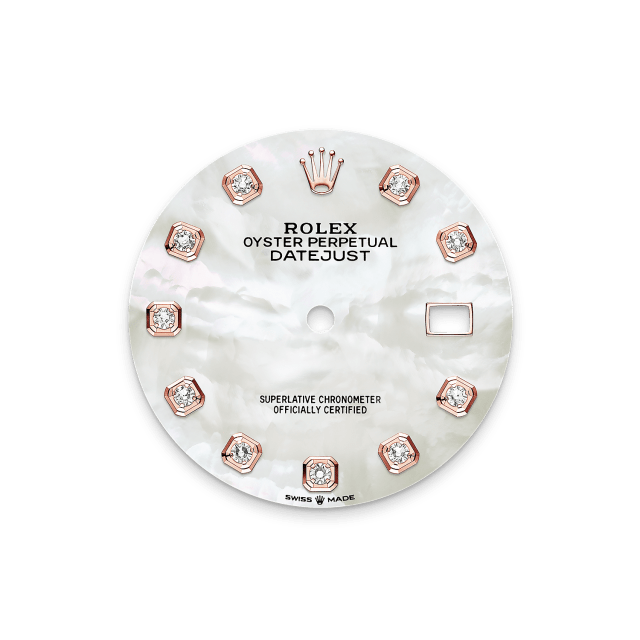 ROLEX
OYSTER PERPETUAL
DATEJUST
SUPERLATIVE CHRONOMETER
OFFICIALLY CERTIFIED
SWISS MADE